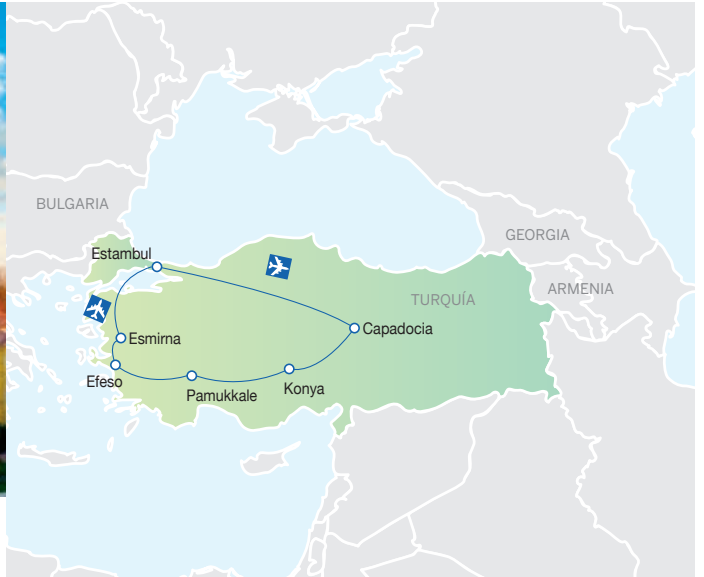 BULGARIA
GEORGIA
Estambul
ARMENIA
TURQUÍA
Capadocia
Esmirna
Efeso
Pamukkale
Konya